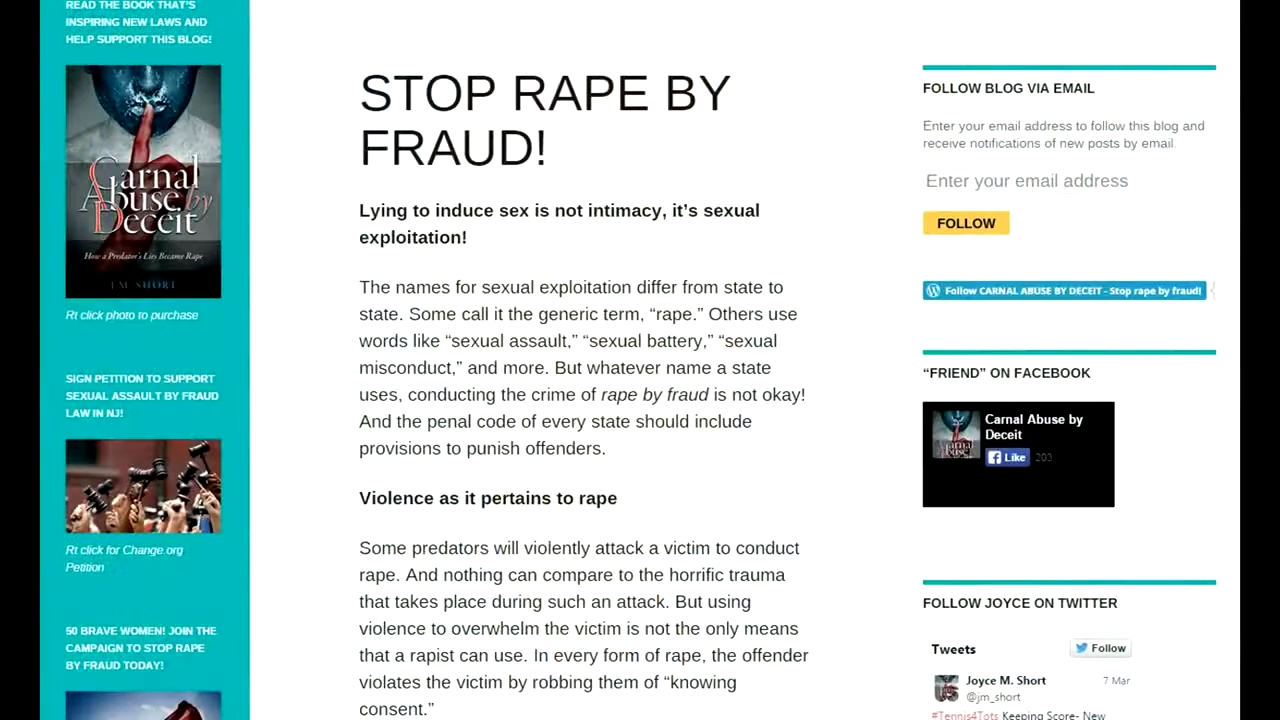 READ THE BOOK THAT'S
INSPIRING NEW LAWS AND
HELP SUPPORT THIS BLOG!
Carnal
Abuse by
Deceit
How a Predator's Lies Became Rape
J.M. SHORT
Rt click photo to purchase
SIGN PETITION TO SUPPORT
SEXUAL ASSAULT BY FRAUD
LAW IN NJ!
Rt click for Change.org
Petition
50 BRAVE WOMEN! JOIN THE
CAMPAIGN TO STOP RAPE
BY FRAUD TODAY!
STOP RAPE BY
FRAUD!
Lying to induce sex is not intimacy, it's sexual
exploitation!
The names for sexual exploitation differ from state to
state. Some call it the generic term, “rape.” Others use
words like “sexual assault,” “sexual battery,” “sexual
misconduct,” and more. But whatever name a state
uses, conducting the crime of rape by fraud is not okay!
And the penal code of every state should include
provisions to punish offenders.
Violence as it pertains to rape
Some predators will violently attack a victim to conduct
rape. And nothing can compare to the horrific trauma
that takes place during such an attack. But using
violence to overwhelm the victim is not the only means
that a rapist can use. In every form of rape, the offender
violates the victim by robbing them of “knowing
consent.”
FOLLOW BLOG VIA EMAIL
Enter your email address to follow this blog and
receive notifications of new posts by email.
Enter your email address
FOLLOW
Follow CARNAL ABUSE BY DECEIT - Stop rape by fraud!
“FRIEND” ON FACEBOOK
Carnal Abuse by
Deceit
Like 203
FOLLOW JOYCE ON TWITTER
Tweets
Follow
Joyce M. Short 7 Mar
@jm_short
#Tennis4Tots Keeping Score- New